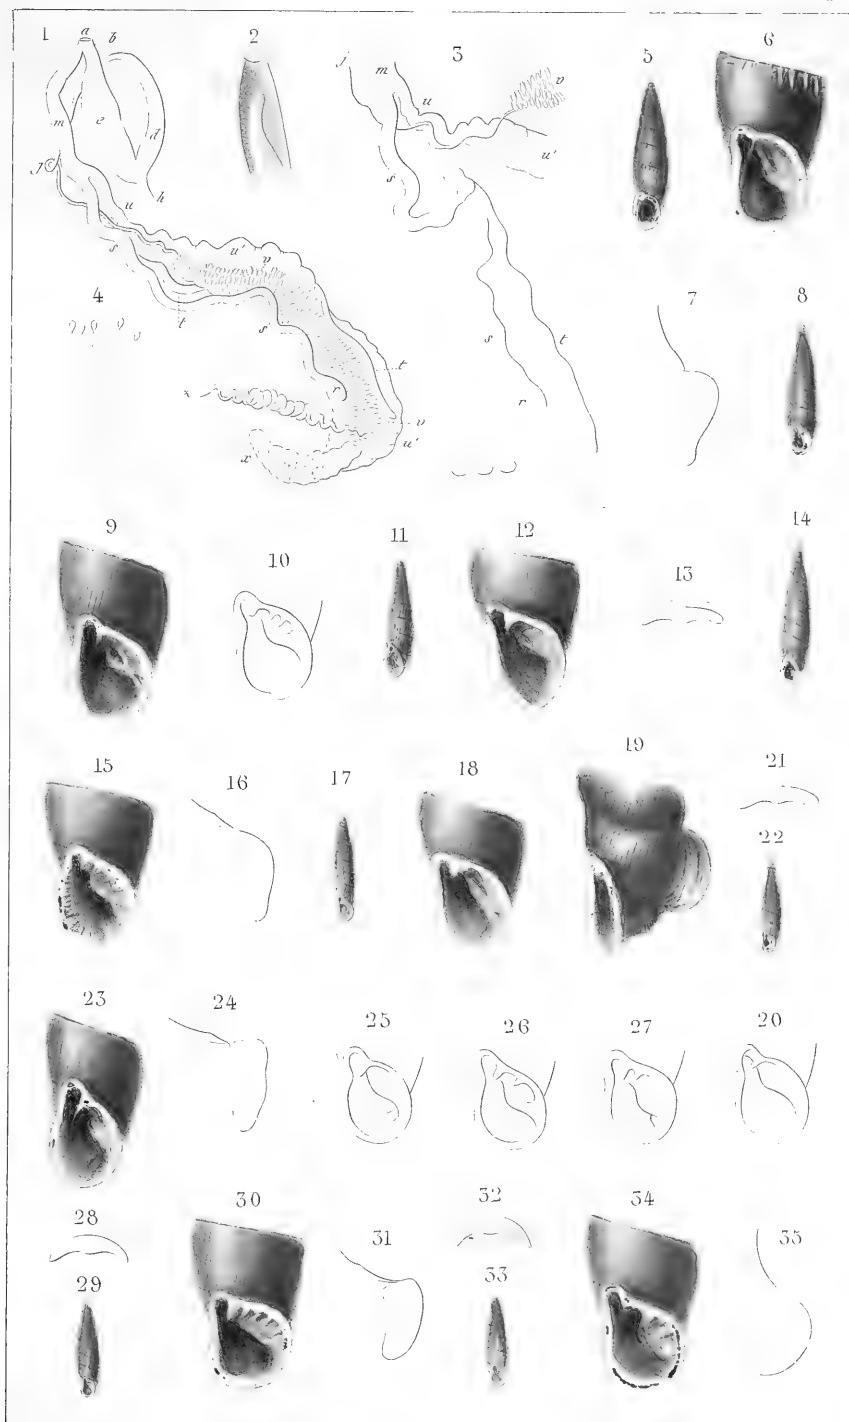 1 a b 2 3 5 6
j m v
u
m e d
u'
j h s
u
s u' v
4 7 8
t s
s t
r t
x r
v
u'
x
9 10 11 12 13 14
15 16 17 18 19 21
22
23 24 25 26 27 20
28 30 31 32 34 35
29 33